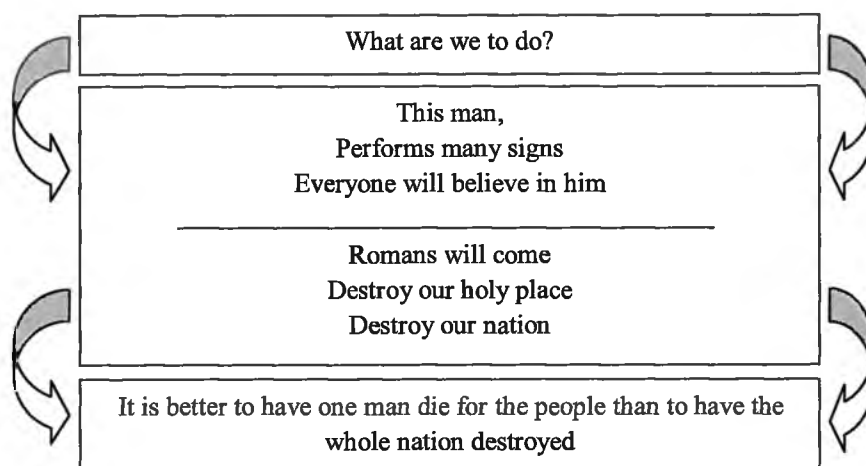 What are we to do?
This man,
Performs many signs
Everyone will believe in him
Romans will come
Destroy our holy place
Destroy our nation
It is better to have one man die for the people than to have the
whole nation destroyed